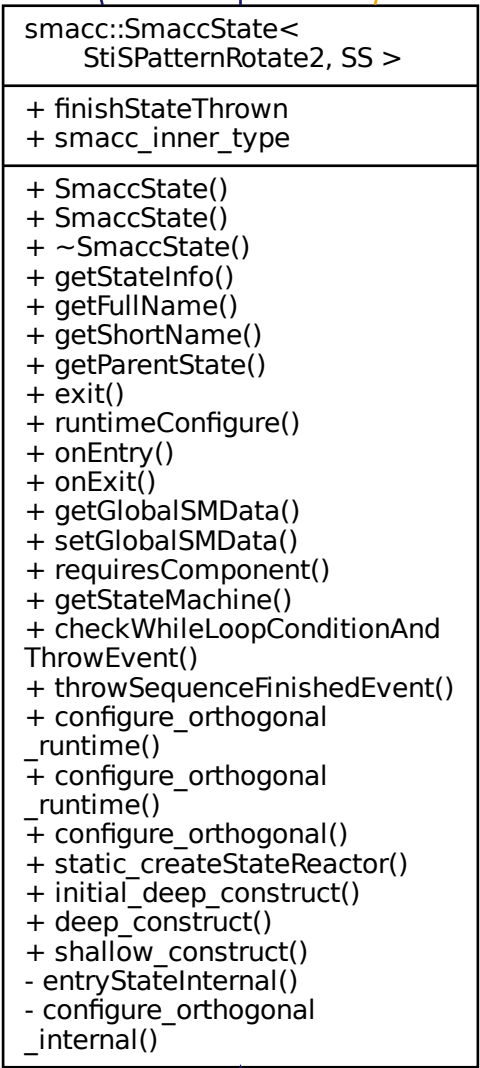 smacc::SmaccState<
StiSPatternRotate2, SS >
+ finishStateThrown
+ smacc_inner_type
+ SmaccState()
+ SmaccState()
+ ~SmaccState()
+ getStateInfo()
+ getFullName()
+ getShortName()
+ getParentState()
+ exit()
+ runtimeConfigure()
+ onEntry()
+ onExit()
+ getGlobalSMData()
+ setGlobalSMData()
+ requiresComponent()
+ getStateMachine()
+ checkWhileLoopConditionAnd
ThrowEvent()
+ throwSequenceFinishedEvent()
+ configure_orthogonal
_runtime()
+ configure_orthogonal
_runtime()
+ configure_orthogonal()
+ static_createStateReactor()
+ initial_deep_construct()
+ deep_construct()
+ shallow_construct()
- entryStateInternal()
- configure_orthogonal
_internal()